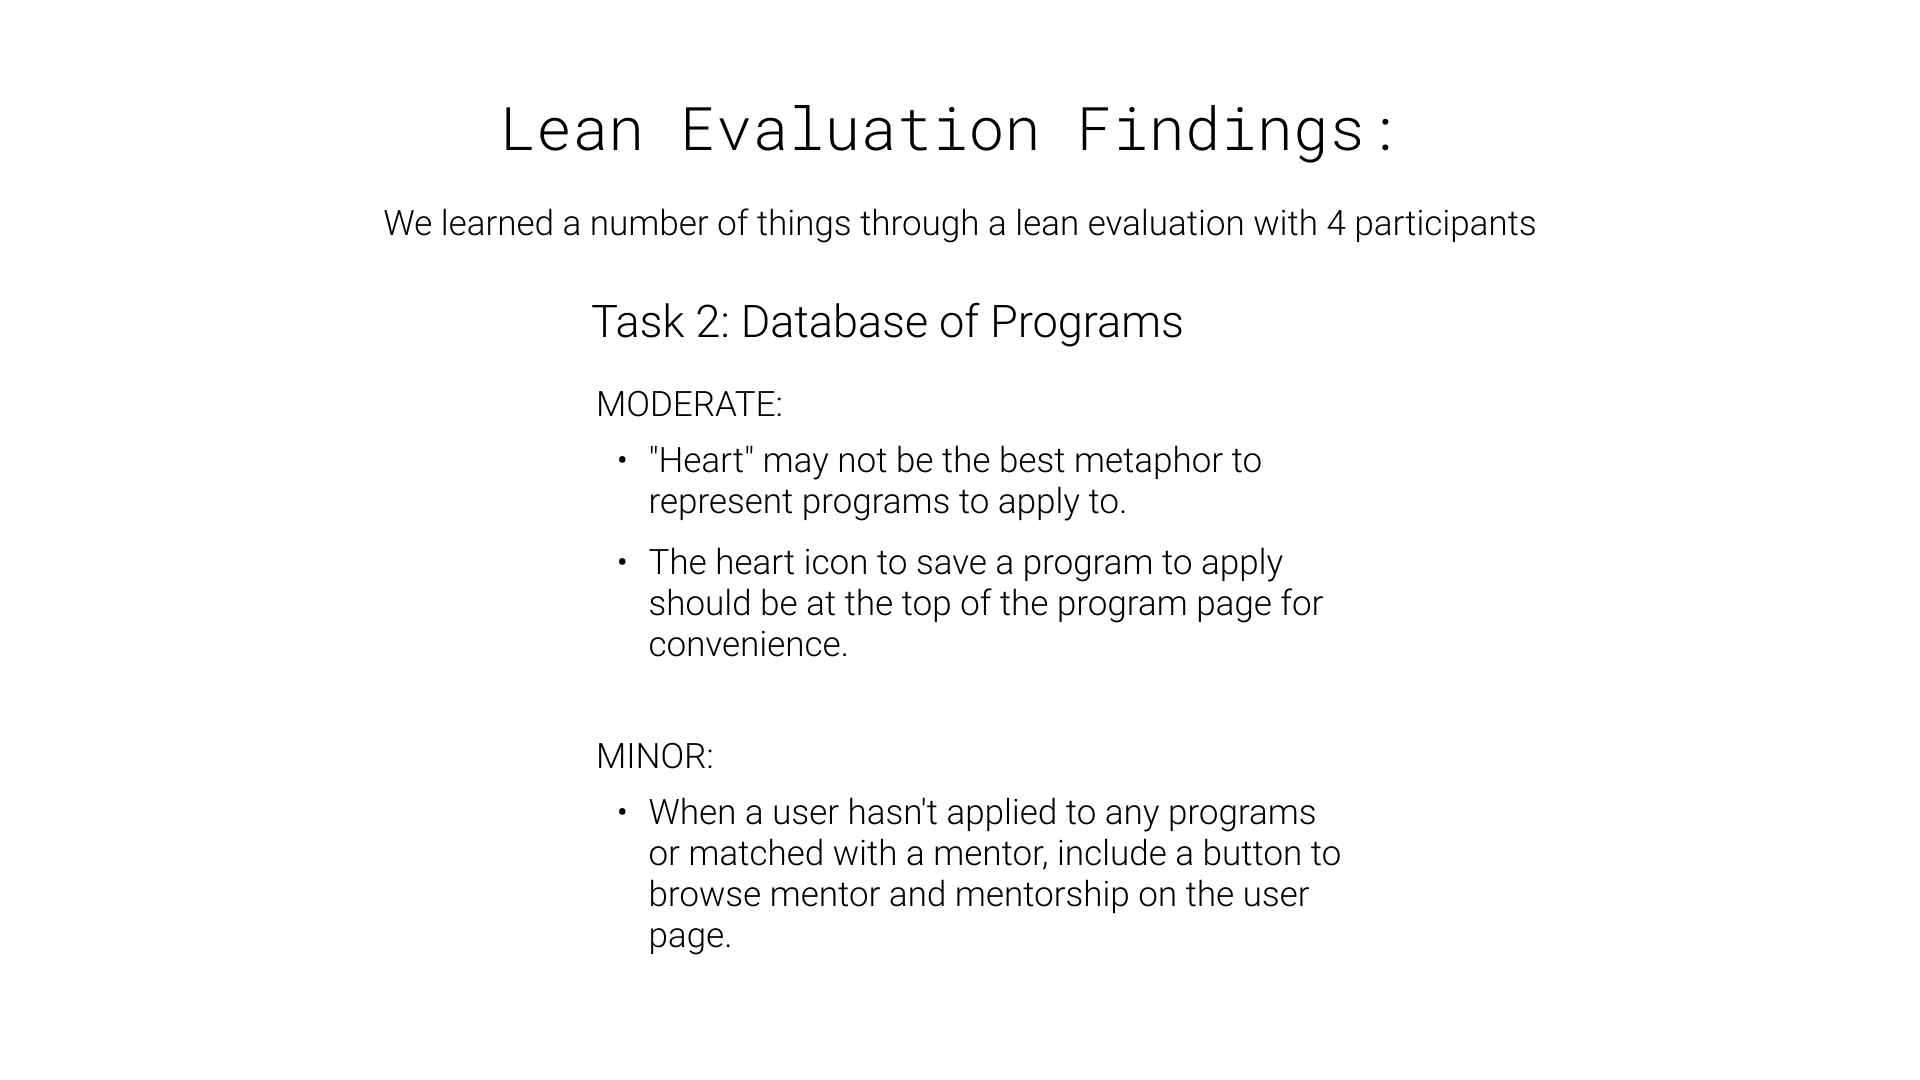 Lean Evaluation Findings:
We learned a number of things through a lean evaluation with 4 participants
Task 2: Database of Programs
MODERATE:
• "Heart" may not be the best metaphor to
represent programs to apply to.
• The heart icon to save a program to apply
should be at the top of the program page for
convenience.
MINOR:
• When a user hasn't applied to any programs
or matched with a mentor, include a button to
browse mentor and mentorship on the user
page.